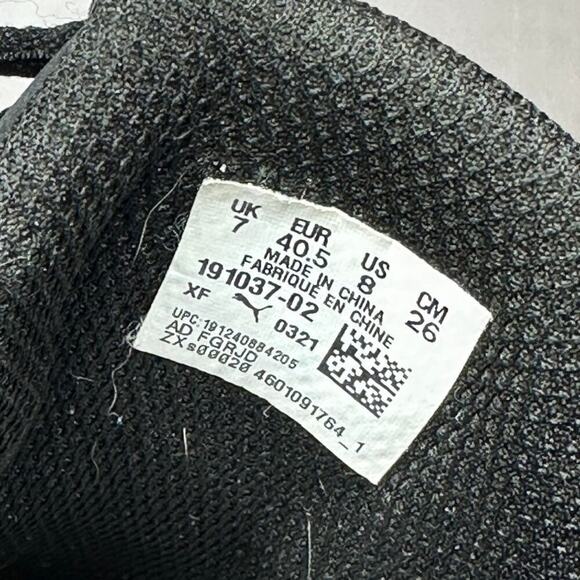 UK EUR US CM
7 40.5 8 26
MADE IN CHINA
FABRIQUÉ EN CHINE
191037-02
XF 0321
UPC:191240884205
AD FGRJD
ZXs00020 4601091764_1